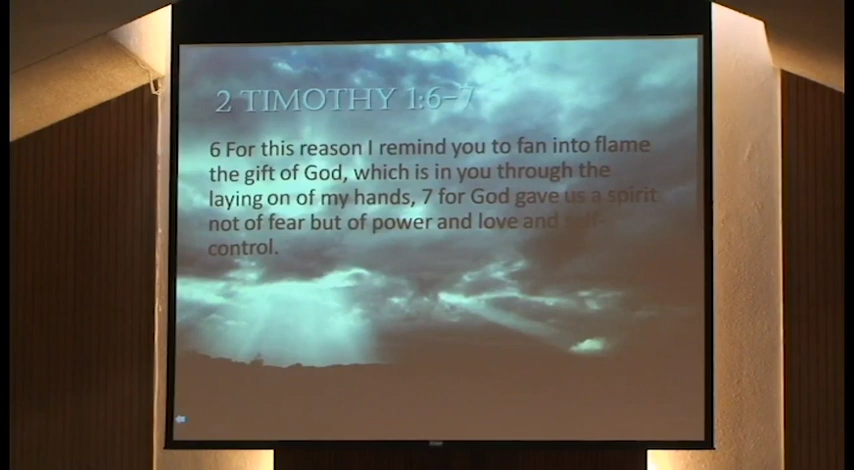 2 TIMOTHY 1:6-7
6 For this reason I remind you to fan into flame
the gift of God, which is in you through the
laying on of my hands, 7 for God gave us a spirit
not of fear but of power and love and self-
control.